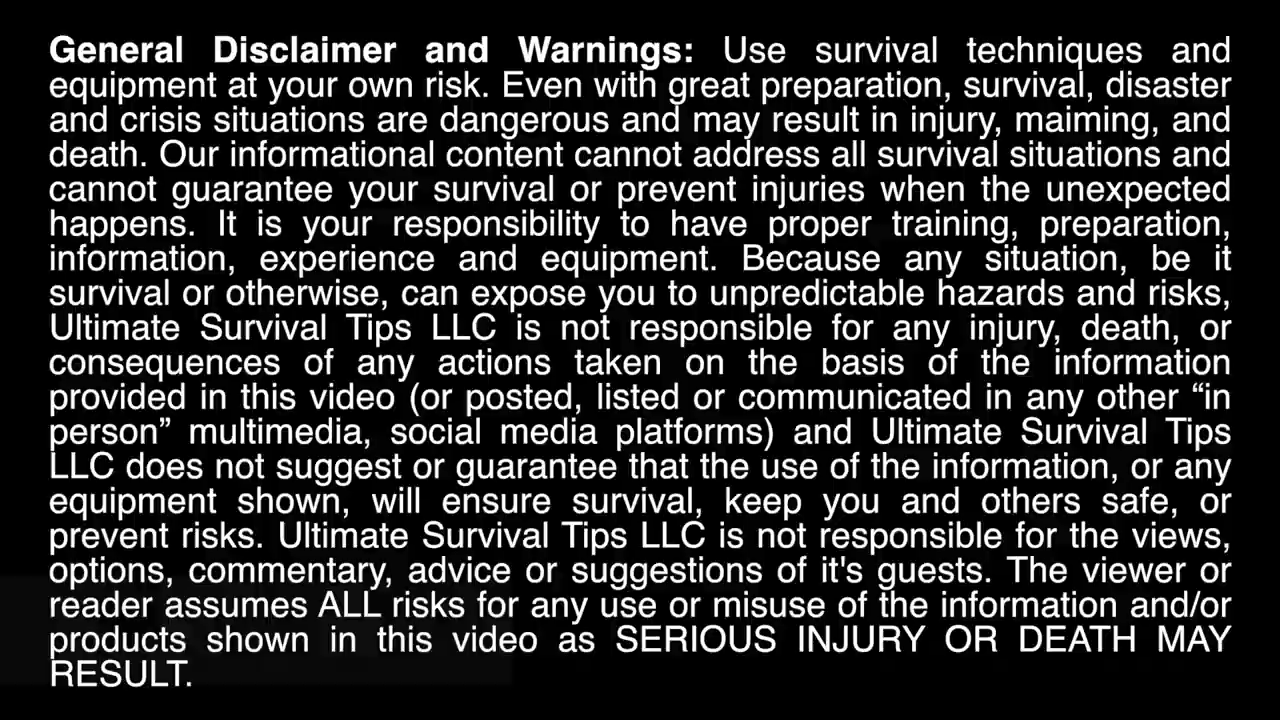 General Disclaimer and Warnings: Use survival techniques and
equipment at your own risk. Even with great preparation, survival, disaster
and crisis situations are dangerous and may result in injury, maiming, and
death. Our informational content cannot address all survival situations and
cannot guarantee your survival or prevent injuries when the unexpected
happens. It is your responsibility to have proper training, preparation,
information, experience and equipment. Because any situation, be it
survival or otherwise, can expose you to unpredictable hazards and risks,
Ultimate Survival Tips LLC is not responsible for any injury, death, or
consequences of any actions taken on the basis of the information
provided in this video (or posted, listed or communicated in any other “in
person” multimedia, social media platforms) and Ultimate Survival Tips
LLC does not suggest or guarantee that the use of the information, or any
equipment shown, will ensure survival, keep you and others safe, or
prevent risks. Ultimate Survival Tips LLC is not responsible for the views,
options, commentary, advice or suggestions of it's guests. The viewer or
reader assumes ALL risks for any use or misuse of the information and/or
products shown in this video as SERIOUS INJURY OR DEATH MAY
RESULT.